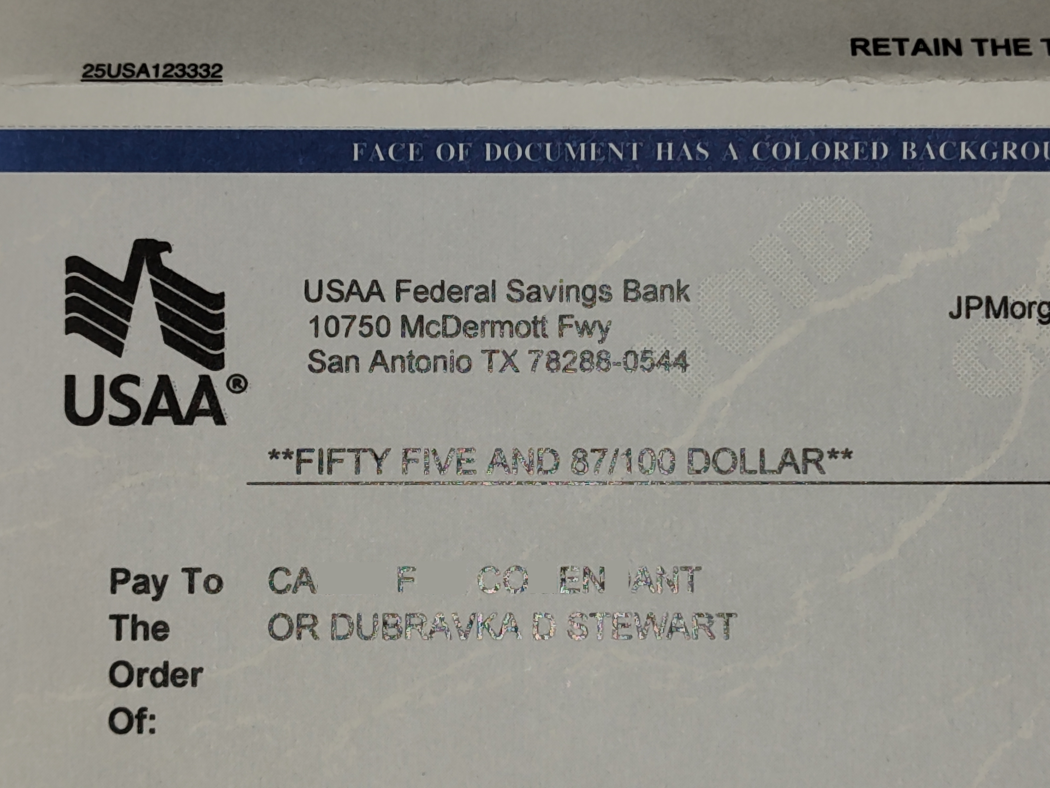 RETAIN THE
25USA123332
FACE OF DOCUMENT HAS A COLORED
USAA Federal Savings Bank
10750 McDermott Fwy
San Antonio TX 78288-0544
USAA®
VOID
**FIFTY FIVE AND 87/100 DOLLAR**
Pay To
The
Order
Of:
OR DUBRAVKA D STEWART